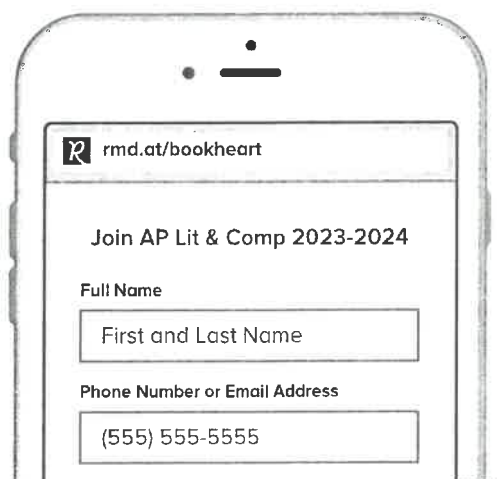 R rmd.at/bookheart
Join AP Lit & Comp 2023-2024
Full Name
First and Last Name
Phone Number or Email Address
(555) 555-5555